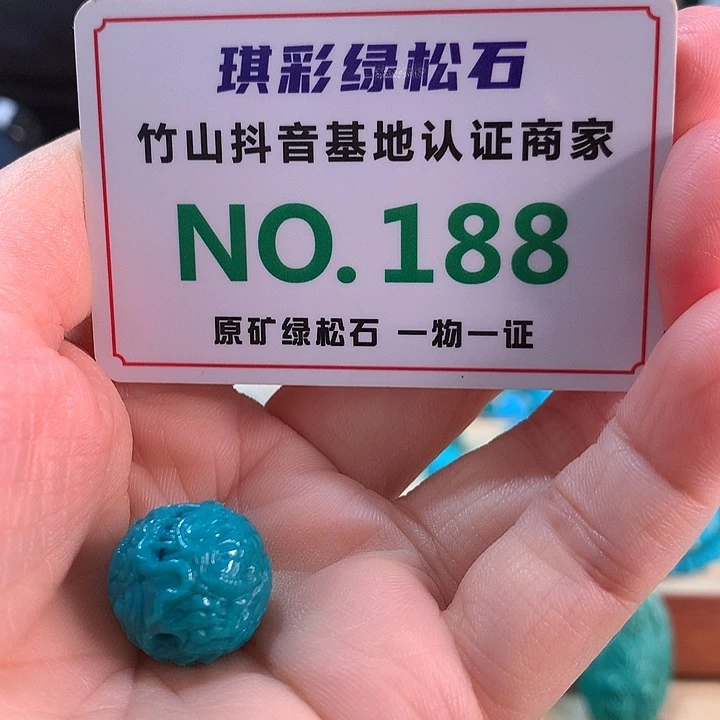 琪彩绿松石
竹山抖音基地认证商家
NO.188
原矿绿松石 一物一证